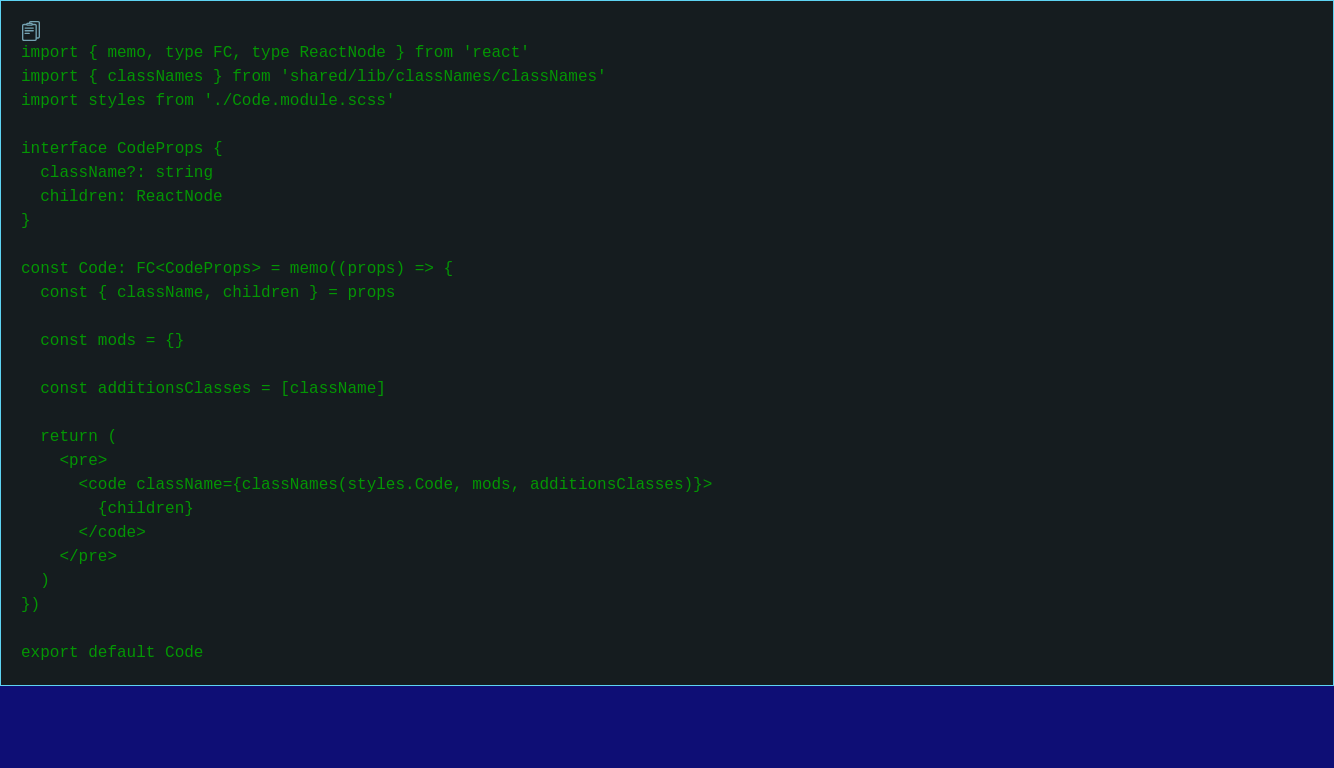 import { memo, type FC, type ReactNode } from 'react'
import { classNames } from 'shared/lib/classNames/classNames'
import styles from './Code.module.scss'

interface CodeProps {
  className?: string
  children: ReactNode
}

const Code: FC<CodeProps> = memo((props) => {
  const { className, children } = props

  const mods = {}

  const additionsClasses = [className]

  return (
    <pre>
      <code className={classNames(styles.Code, mods, additionsClasses)}>
        {children}
      </code>
    </pre>
  )
})

export default Code